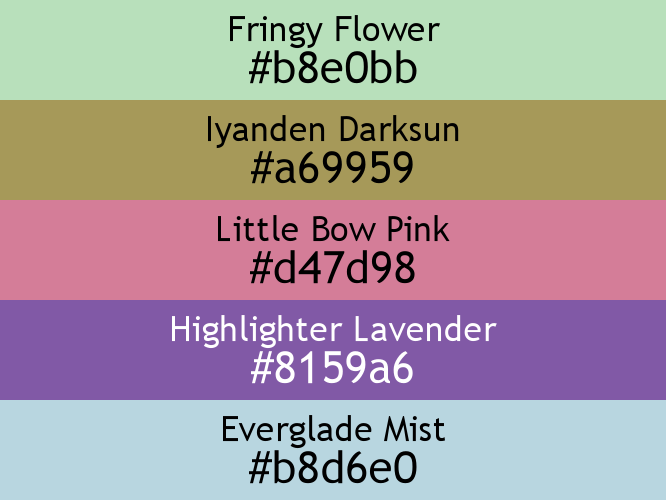 Fringy Flower
#b8e0bb
Iyanden Darksun
#a69959
Little Bow Pink
#d47d98
Highlighter Lavender
#8159a6
Everglade Mist
#b8d6e0